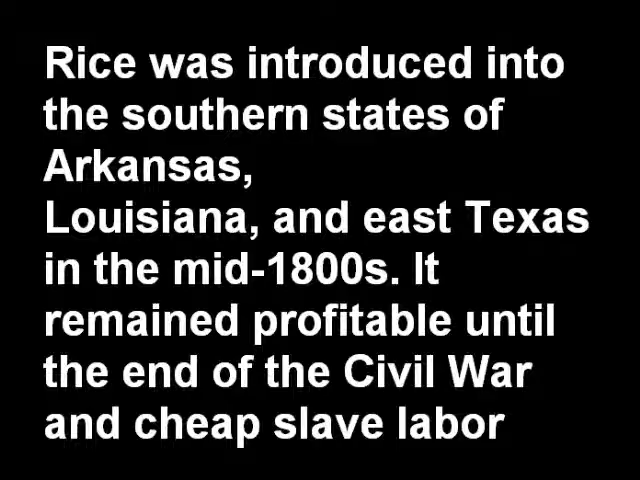 Rice was introduced into
the southern states of
Arkansas,
Louisiana, and east Texas
in the mid-1800s. It
remained profitable until
the end of the Civil War
and cheap slave labor